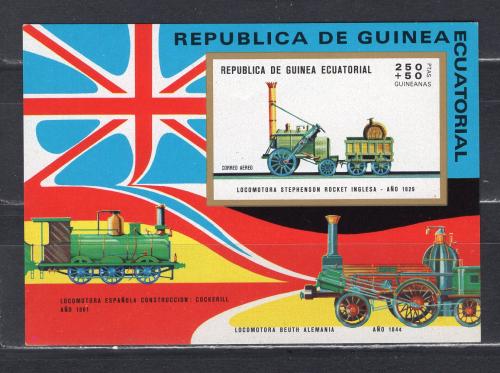 REPUBLICA DE GUINEA
ECUATORIAL
REPUBLICA DE GUINEA ECUATORIAL
250 PTAS
+50 GUINEANAS
CORREO AEREO
LOCOMOTORA STEPHENSON ROCKET INGLESA - AÑO 1829
LOCOMOTORA ESPAÑOLA CONSTRUCCION: COCKERILL
AÑO 1861
LOCOMOTORA BEUTH ALEMANIA AÑO 1844